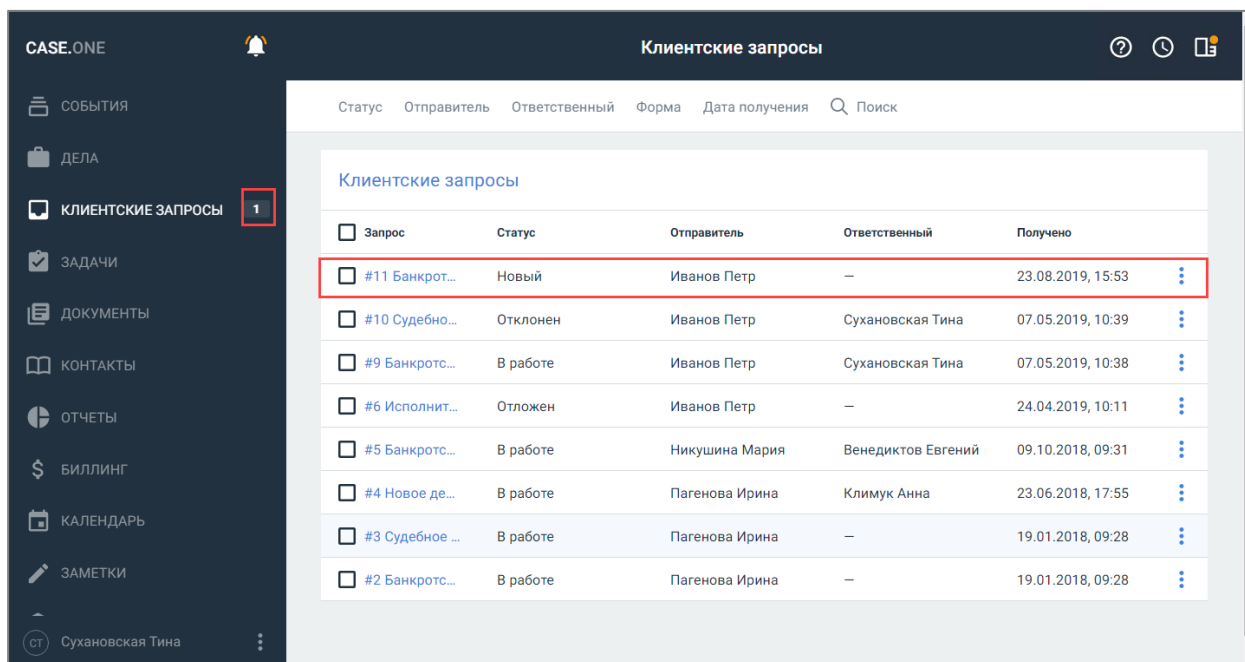 CASE.ONE
Клиентские запросы
СОБЫТИЯ
ДЕЛА
КЛИЕНТСКИЕ ЗАПРОСЫ 1
ЗАДАЧИ
ДОКУМЕНТЫ
КОНТАКТЫ
ОТЧЕТЫ
БИЛЛИНГ
КАЛЕНДАРЬ
ЗАМЕТКИ
СТ Сухановская Тина
Статус Отправитель Ответственный Форма Дата получения Поиск
Клиентские запросы
Запрос Статус Отправитель Ответственный Получено
#11 Банкрот... Новый Иванов Петр — 23.08.2019, 15:53
#10 Судебно... Отклонен Иванов Петр Сухановская Тина 07.05.2019, 10:39
#9 Банкротс... В работе Иванов Петр Сухановская Тина 07.05.2019, 10:38
#6 Исполнит... Отложен Иванов Петр — 24.04.2019, 10:11
#5 Банкротс... В работе Никушина Мария Венедиктов Евгений 09.10.2018, 09:31
#4 Новое де... В работе Пагенова Ирина Климук Анна 23.06.2018, 17:55
#3 Судебное ... В работе Пагенова Ирина — 19.01.2018, 09:28
#2 Банкротс... В работе Пагенова Ирина — 19.01.2018, 09:28